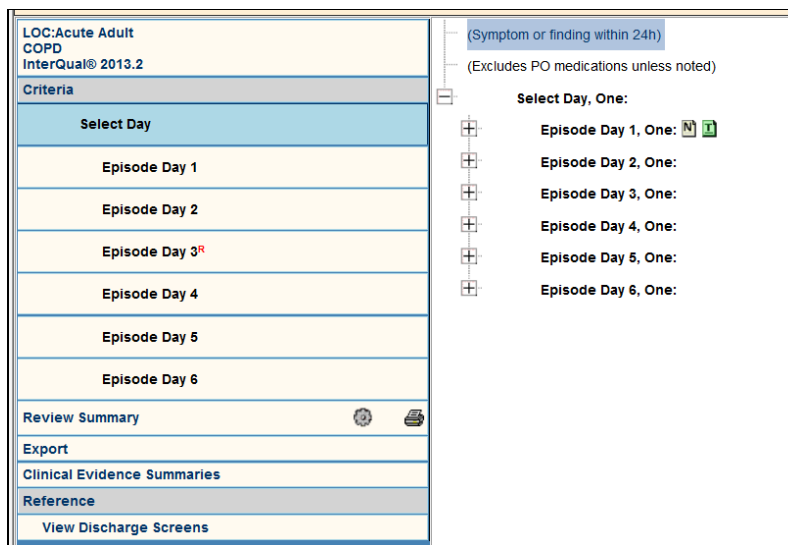 LOC:Acute Adult
COPD
InterQual® 2013.2
Criteria
Select Day
Episode Day 1
Episode Day 2
Episode Day 3R
Episode Day 4
Episode Day 5
Episode Day 6
Review Summary
Export
Clinical Evidence Summaries
Reference
View Discharge Screens
(Symptom or finding within 24h)
(Excludes PO medications unless noted)
Select Day, One:
Episode Day 1, One: N T
Episode Day 2, One:
Episode Day 3, One:
Episode Day 4, One:
Episode Day 5, One:
Episode Day 6, One: